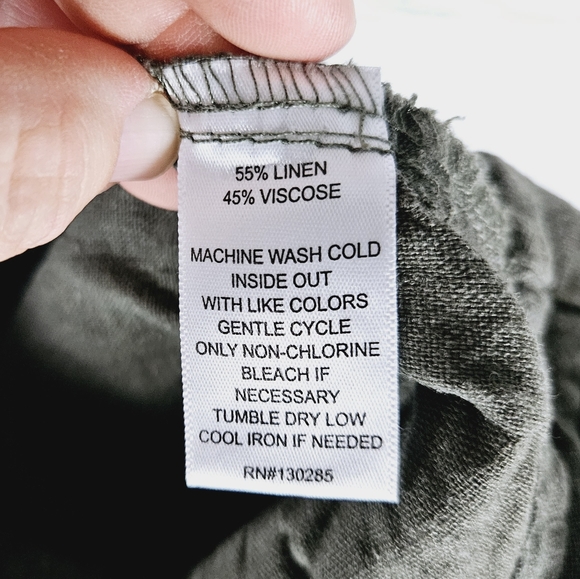 55% LINEN
45% VISCOSE
MACHINE WASH COLD
INSIDE OUT
WITH LIKE COLORS
GENTLE CYCLE
ONLY NON-CHLORINE
BLEACH IF
NECESSARY
TUMBLE DRY LOW
COOL IRON IF NEEDED
RN#130285